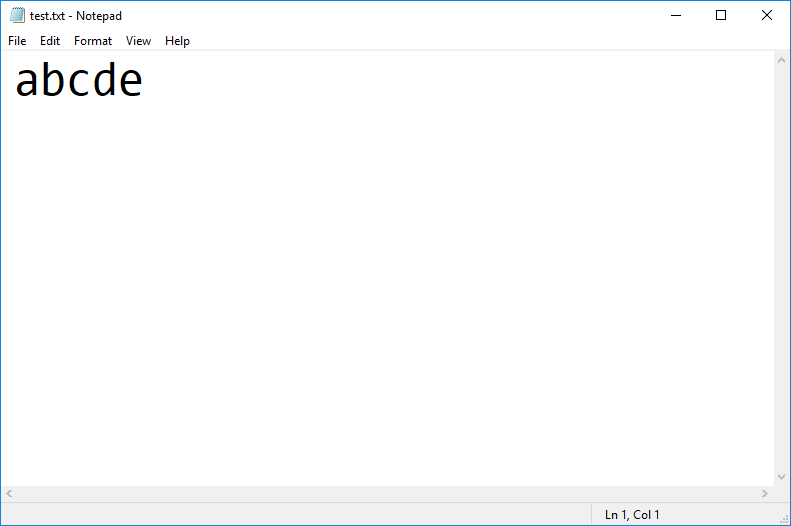 test.txt - Notepad
File Edit Format View Help
abcde
Ln 1, Col 1